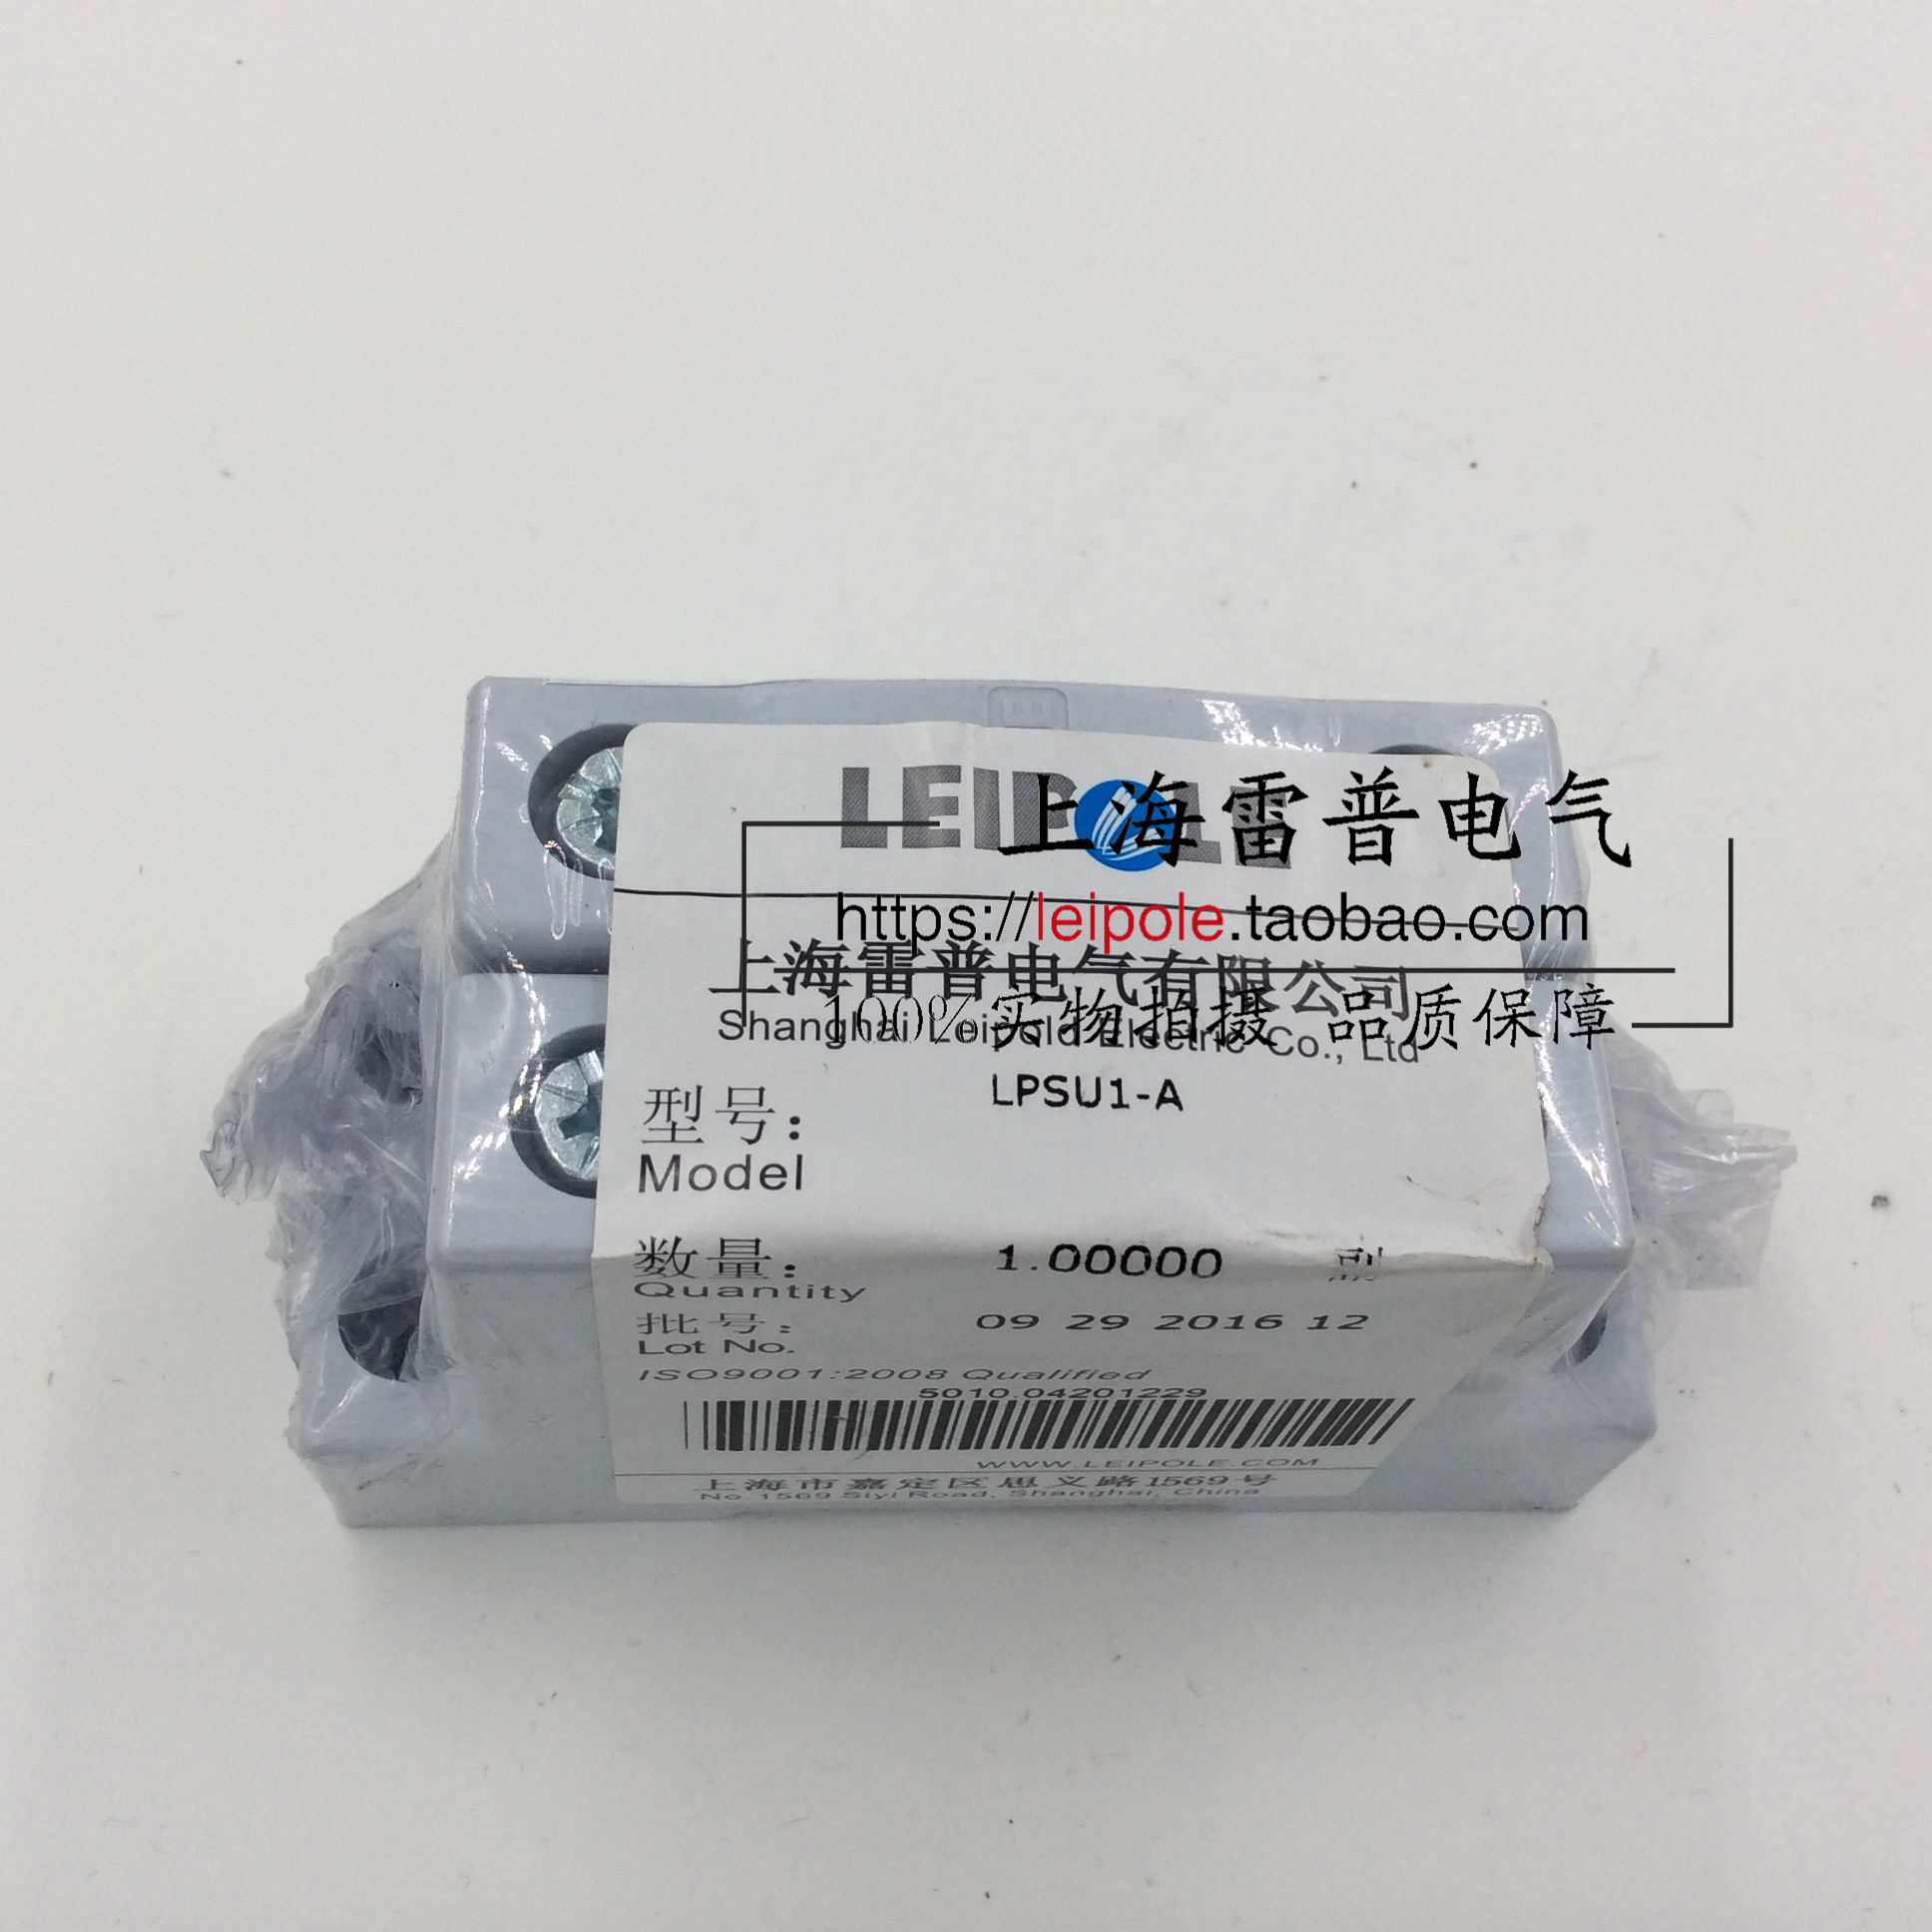 LEIPOLE
上海雷普电气
https://leipole.taobao.com
上海雷普电气有限公司
100%实物拍摄 品质保障
Shanghai Leipold Electric Co., Ltd
型号: LPSU1-A
Model
数量: 1.00000
Quantity
批号: 09 29 2016 12
Lot No.
ISO9001:2008 Qualified
5010.04201229
WWW.LEIPOLE.COM
上海市嘉定区思义路1569号
No.1569 Siyi Road, Shanghai, China